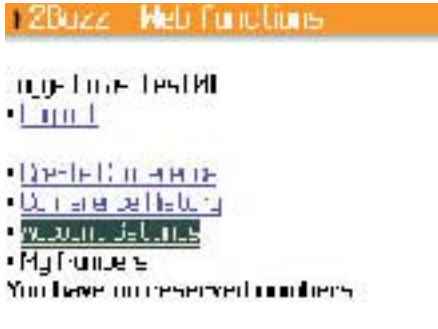 2Buzz Web Functions
Logout
Create Conference
Conference History
Account Settings
My Numbers
You have no reserved numbers